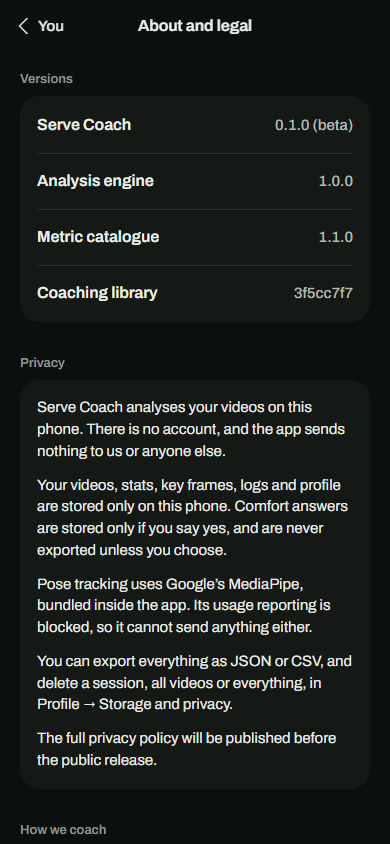 You
About and legal
Versions
Serve Coach 0.1.0 (beta)
Analysis engine 1.0.0
Metric catalogue 1.1.0
Coaching library 3f5cc7f7
Privacy
Serve Coach analyses your videos on this
phone. There is no account, and the app sends
nothing to us or anyone else.
Your videos, stats, key frames, logs and profile
are stored only on this phone. Comfort answers
are stored only if you say yes, and are never
exported unless you choose.
Pose tracking uses Google’s MediaPipe,
bundled inside the app. Its usage reporting is
blocked, so it cannot send anything either.
You can export everything as JSON or CSV, and
delete a session, all videos or everything, in
Profile → Storage and privacy.
The full privacy policy will be published before
the public release.
How we coach